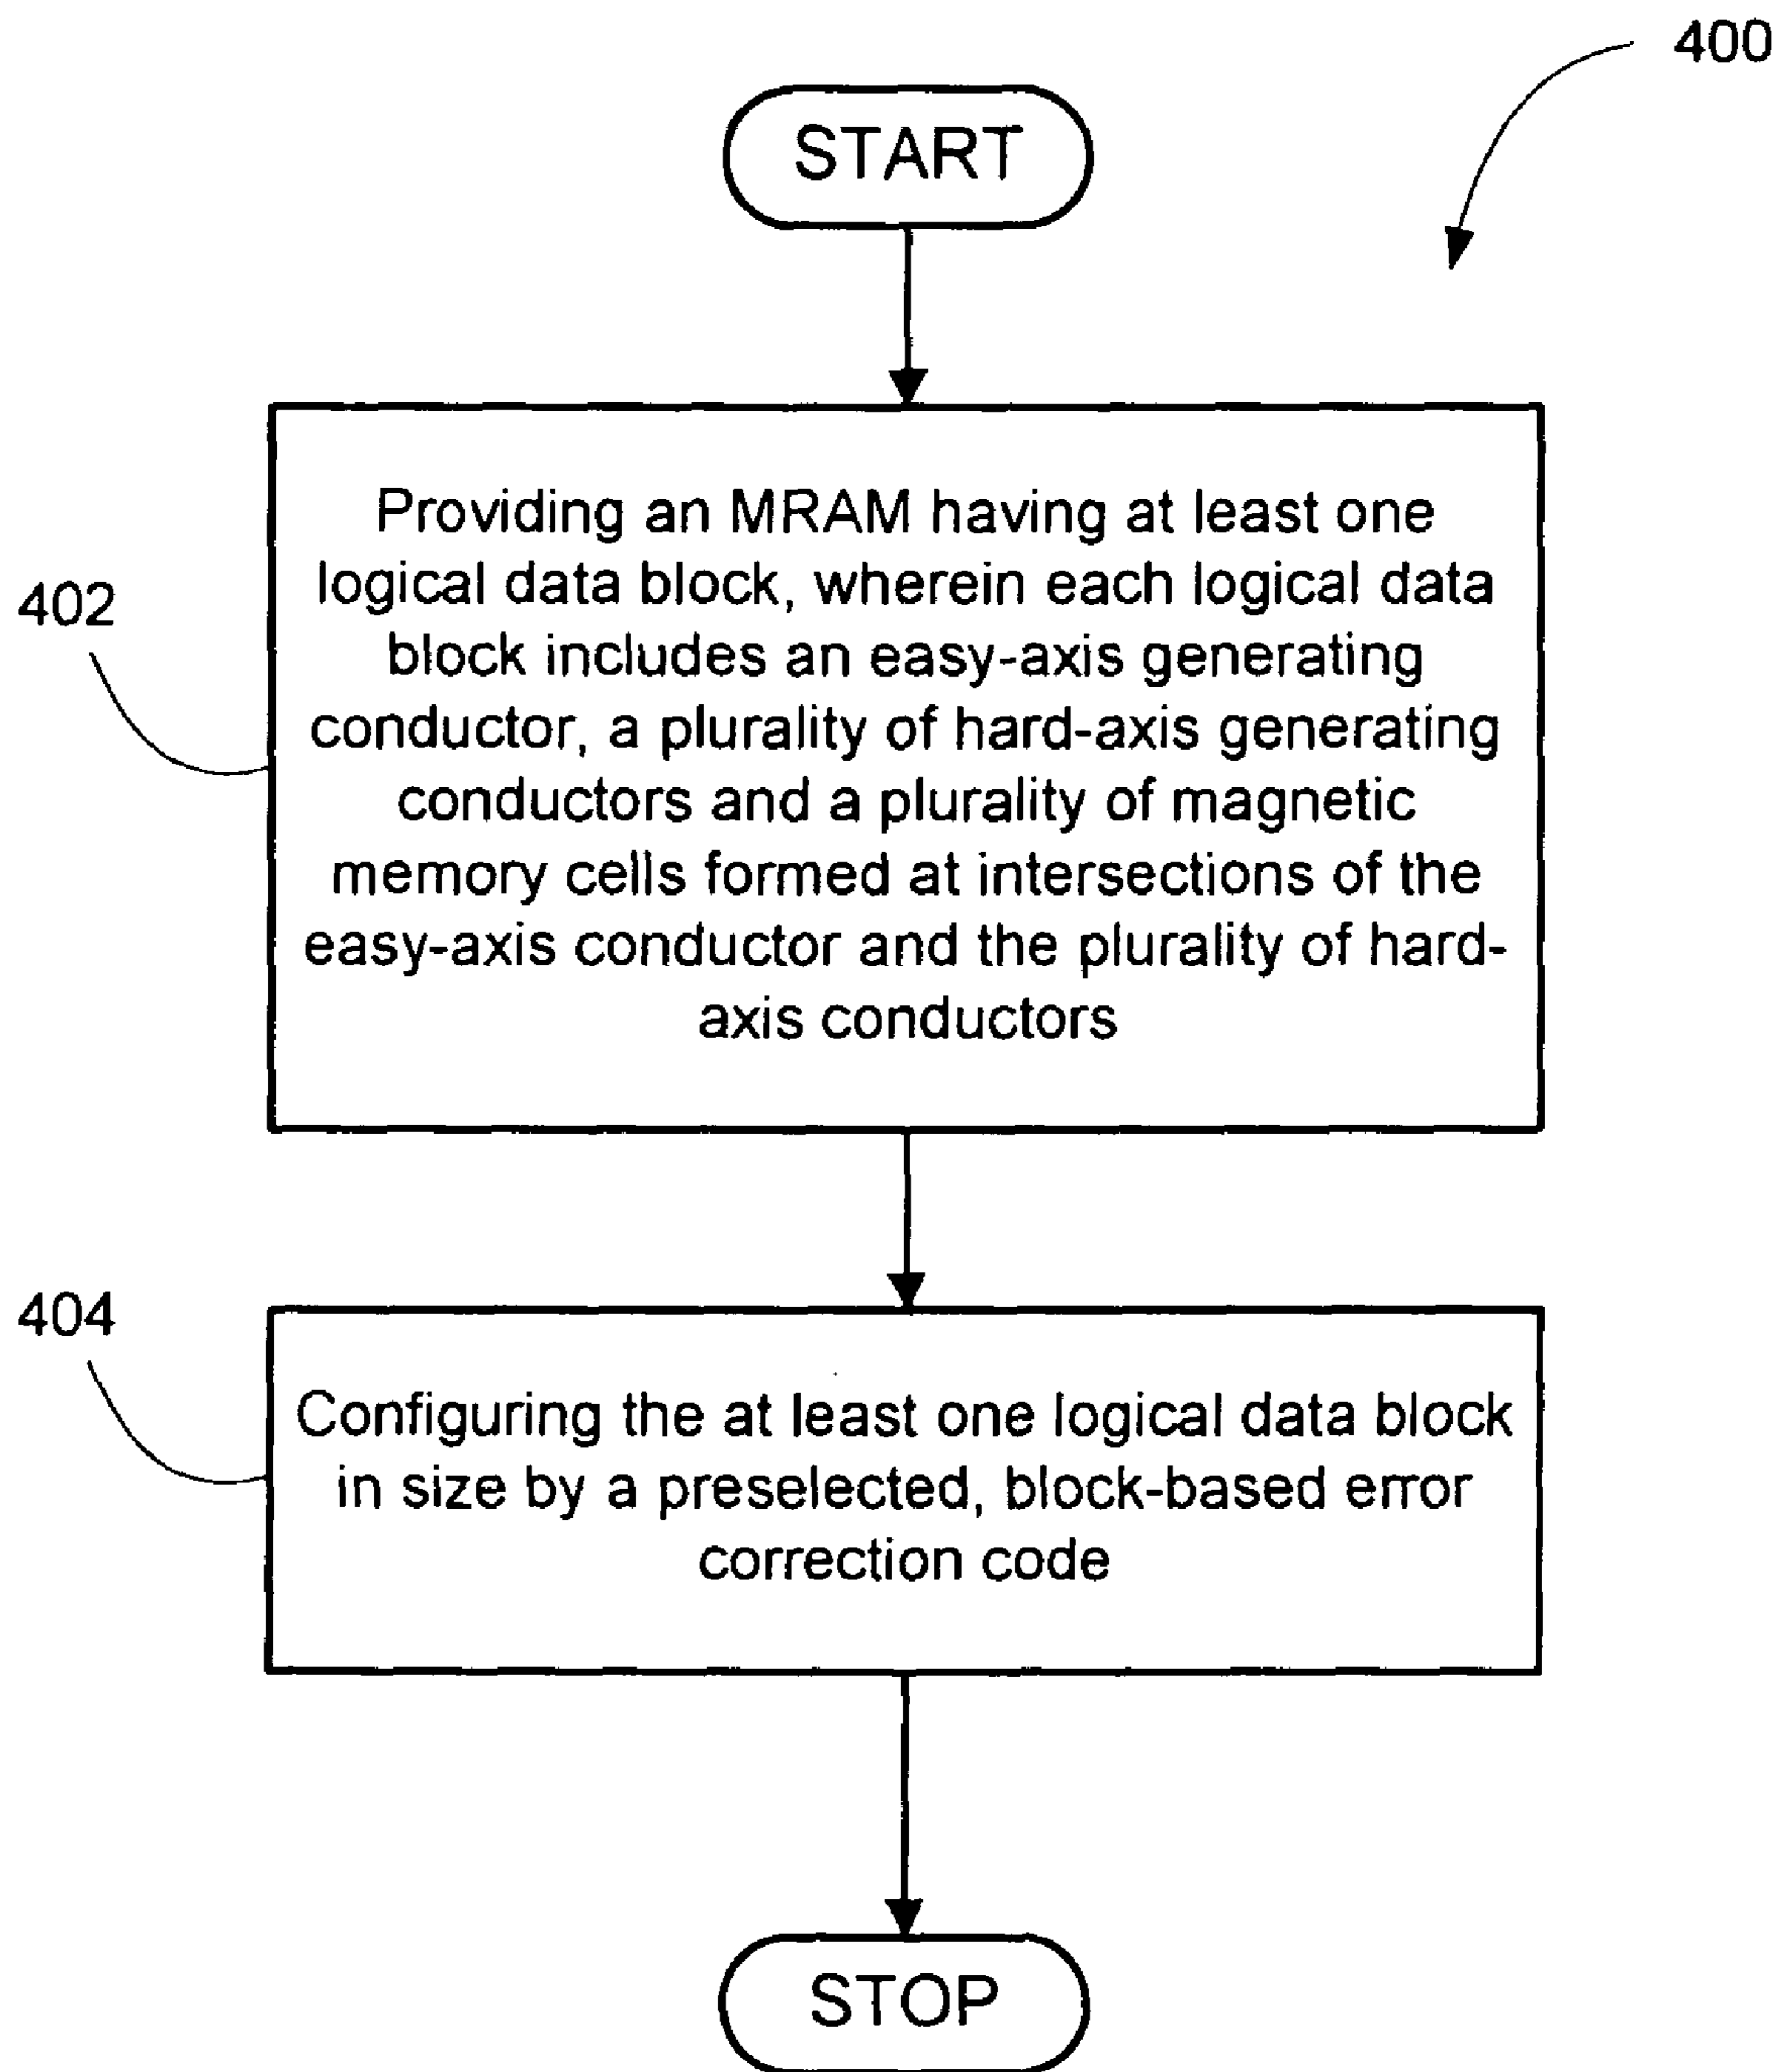 400
START
402
Providing an MRAM having at least one
logical data block, wherein each logical data
block includes an easy-axis generating
conductor, a plurality of hard-axis generating
conductors and a plurality of magnetic
memory cells formed at intersections of the
easy-axis conductor and the plurality of hard-
axis conductors
404
Configuring the at least one logical data block
in size by a preselected, block-based error
correction code
STOP